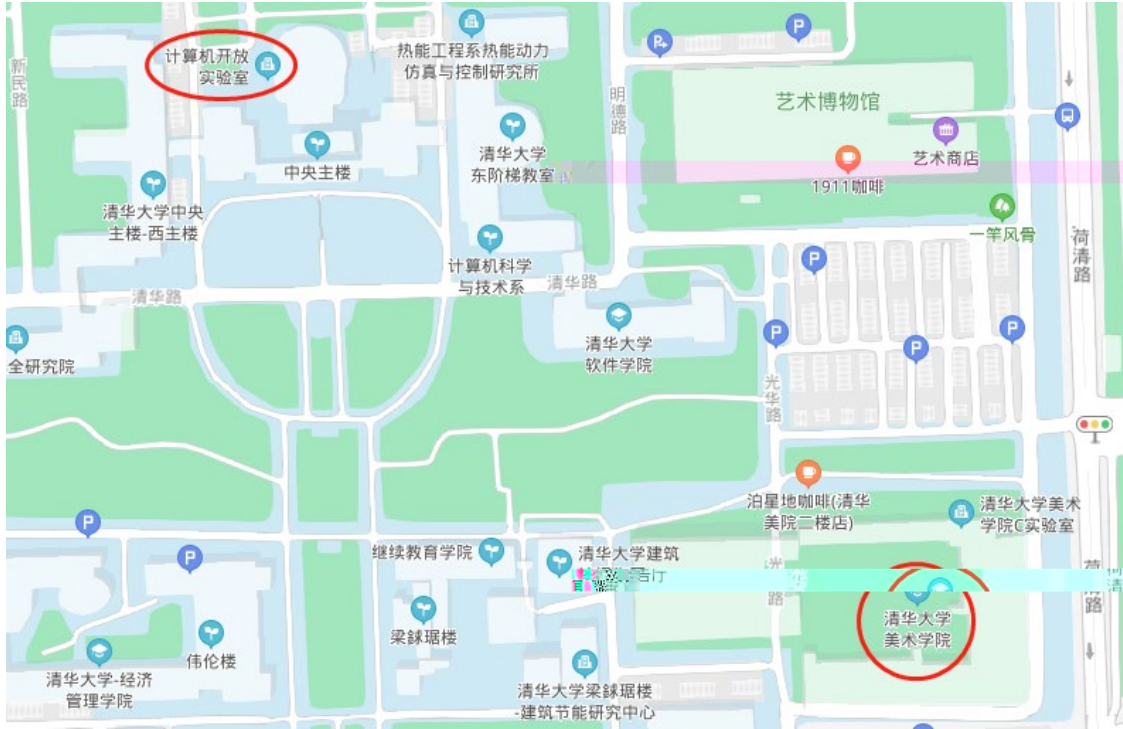 计算机开放
实验室
热能工程系热能动力
仿真与控制研究所
新民路
明德路
艺术博物馆
艺术商店
1911咖啡
中央主楼
清华大学
东阶梯教室
清华大学中央
主楼-西主楼
一竿风骨
荷清路
计算机科学
与技术系
清华路
清华路
清华大学
软件学院
全研究院
光华路
泊星地咖啡(清华
美院二楼店)
清华大学美术
学院C实验室
继续教育学院
清华大学建筑
光
路
清华大学
美术学院
路
梁銶琚楼
伟伦楼
清华大学-经济
管理学院
清华大学梁銶琚楼
-建筑节能研究中心
P
P
P
P
P
P
P
P
P